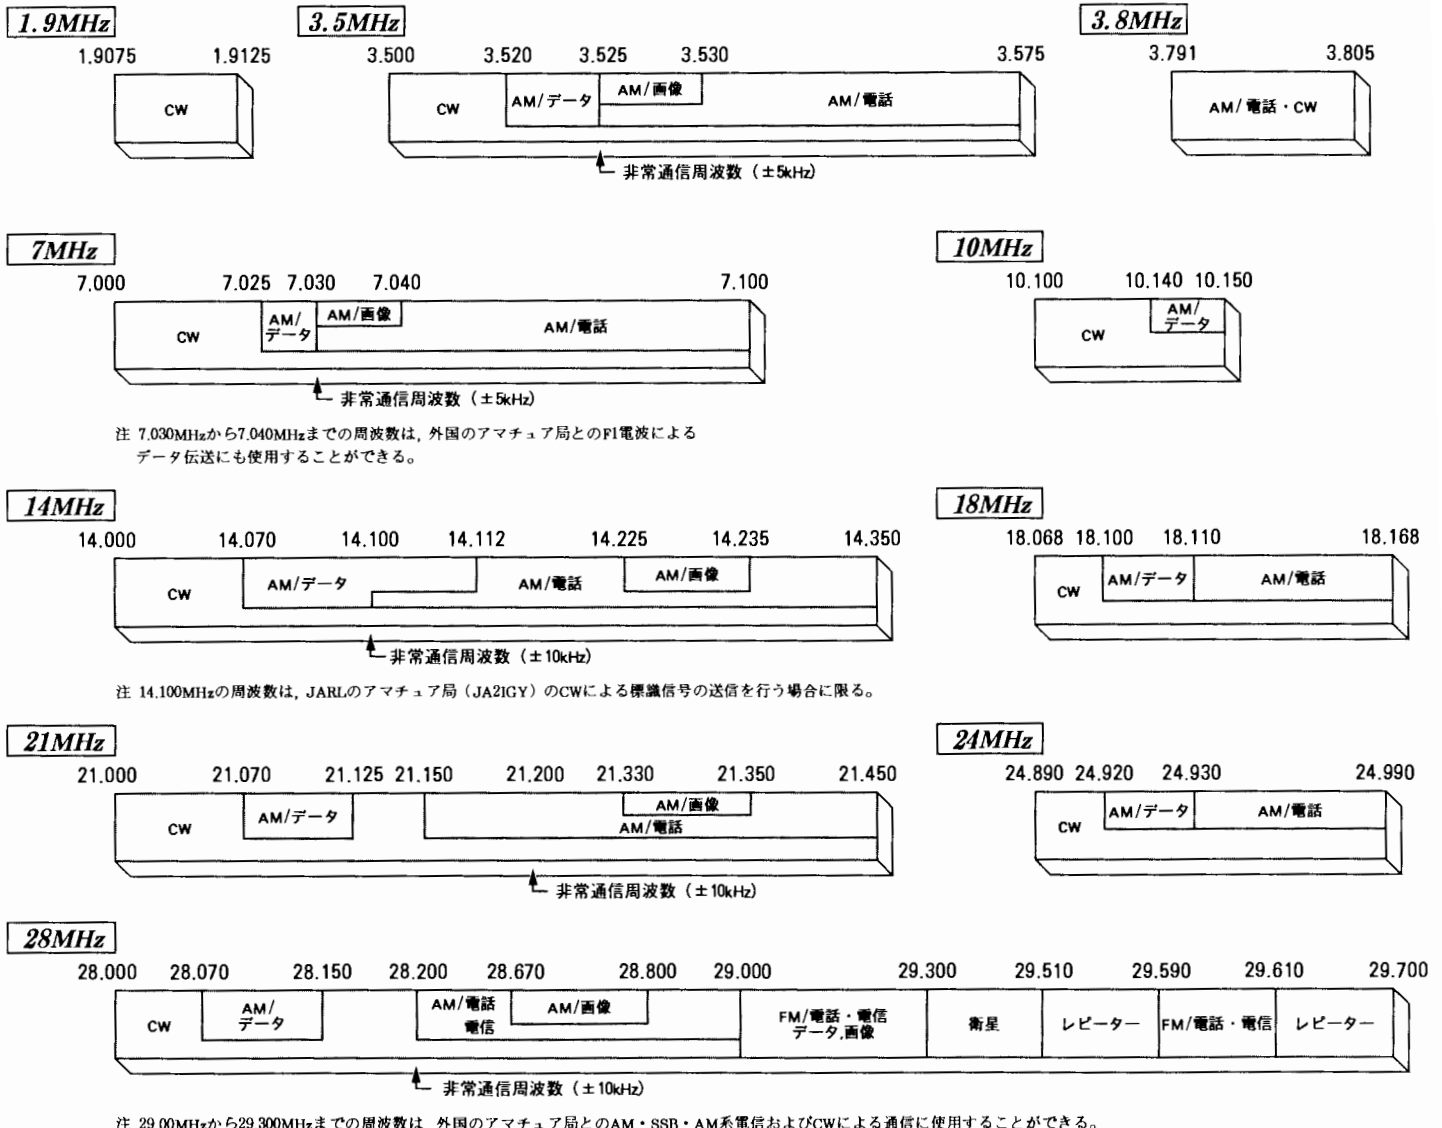 1.9MHz
1.9075 1.9125
CW
3.5MHz
3.500 3.520 3.525 3.530 3.575
CW AM/データ AM/画像 AM/電話
非常通信周波数（±5kHz）
3.8MHz
3.791 3.805
AM/電話・CW
7MHz
7.000 7.025 7.030 7.040 7.100
CW AM/データ AM/画像 AM/電話
非常通信周波数（±5kHz）
注 7.030MHzから7.040MHzまでの周波数は，外国のアマチュア局とのF1電波による
データ伝送にも使用することができる。
10MHz
10.100 10.140 10.150
CW AM/データ
14MHz
14.000 14.070 14.100 14.112 14.225 14.235 14.350
CW AM/データ AM/電話 AM/画像
非常通信周波数（±10kHz）
注 14.100MHzの周波数は，JARLのアマチュア局（JA2IGY）のCWによる標識信号の送信を行う場合に限る。
18MHz
18.068 18.100 18.110 18.168
CW AM/データ AM/電話
21MHz
21.000 21.070 21.125 21.150 21.200 21.330 21.350 21.450
CW AM/データ AM/画像
AM/電話
非常通信周波数（±10kHz）
24MHz
24.890 24.920 24.930 24.990
CW AM/データ AM/電話
28MHz
28.000 28.070 28.150 28.200 28.670 28.800 29.000 29.300 29.510 29.590 29.610 29.700
CW AM/データ AM/電話電信 AM/画像 FM/電話・電信データ,画像 衛星 レピーター FM/電話・電信 レピーター
非常通信周波数（±10kHz）
注 29.00MHzから29.300MHzまでの周波数は，外国のアマチュア局とのAM・SSB・AM系電信およびCWによる通信に使用することができる。